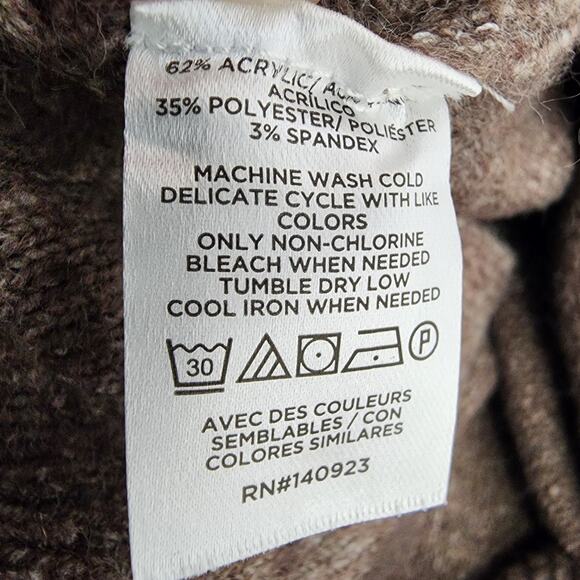 62% ACRYLIC/
ACRÍLICO
35% POLYESTER/ POLIÉSTER
3% SPANDEX
MACHINE WASH COLD
DELICATE CYCLE WITH LIKE
COLORS
ONLY NON-CHLORINE
BLEACH WHEN NEEDED
TUMBLE DRY LOW
COOL IRON WHEN NEEDED
30 P
AVEC DES COULEURS
SEMBLABLES / CON
COLORES SIMILARES
RN#140923